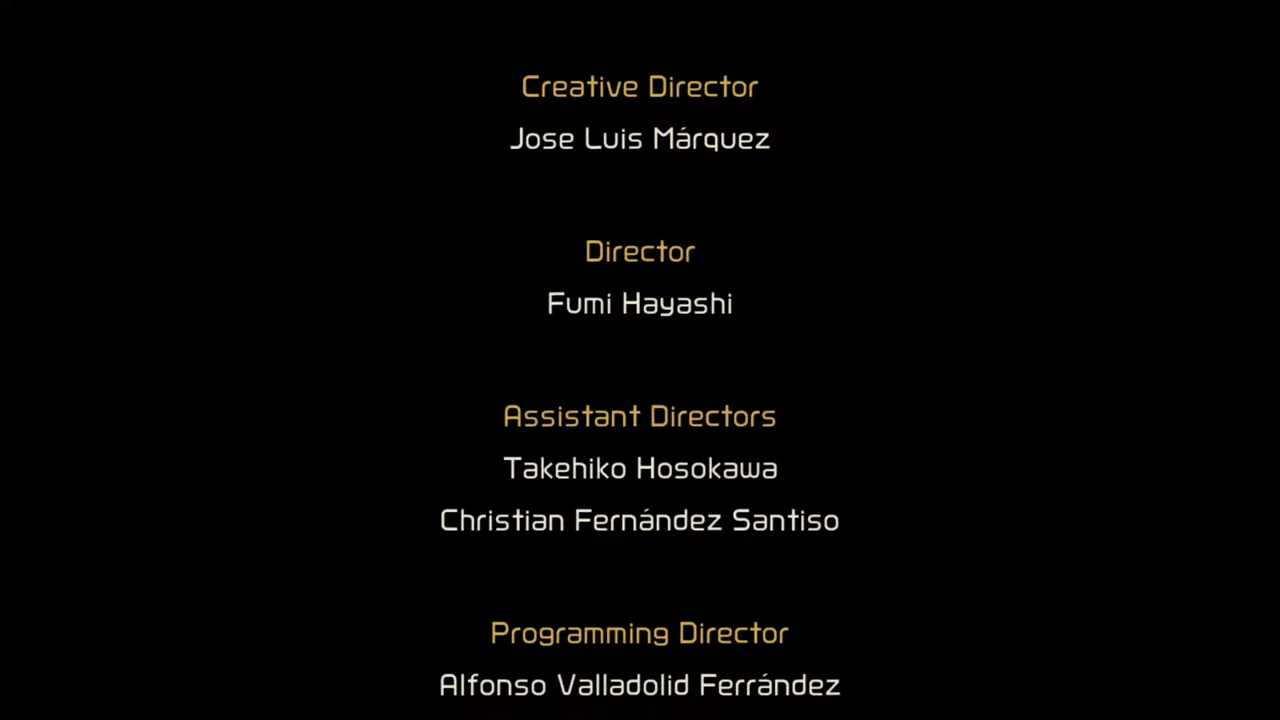 Creative Director
Jose Luis Márquez
Director
Fumi Hayashi
Assistant Directors
Takehiko Hosokawa
Christian Fernández Santiso
Programming Director
Alfonso Valladolid Ferrández